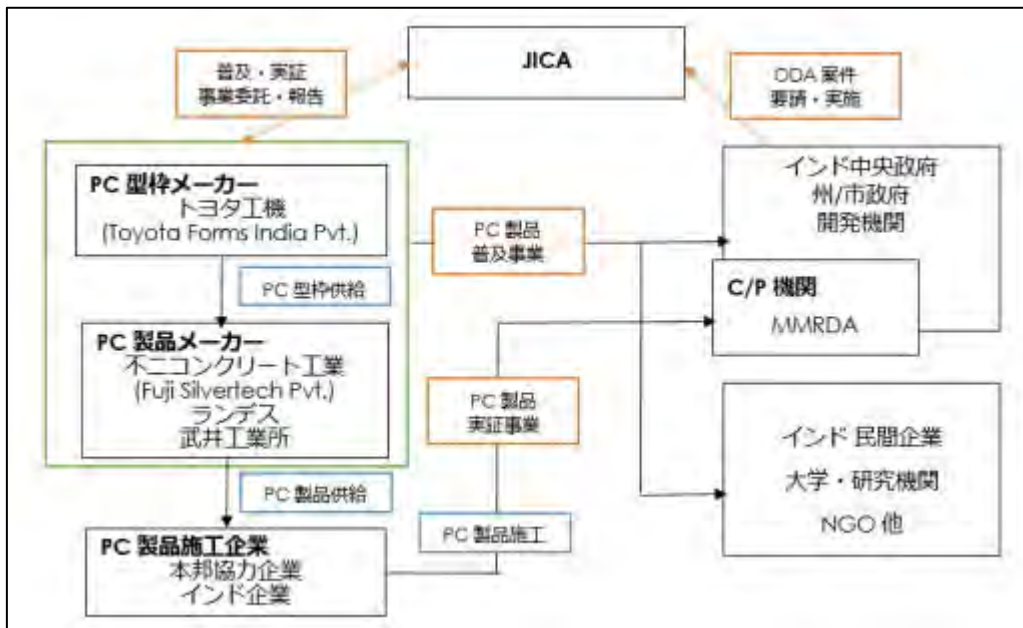 JICA
普及・実証
事業委託・報告
ODA 案件
要請・実施
PC 型枠メーカー
トヨタ工機
(Toyota Forms India Pvt.)
PC 型枠供給
PC 製品メーカー
不二コンクリート工業
(Fuji Silvertech Pvt.)
ランデス
武井工業所
PC 製品供給
PC 製品施工企業
本邦協力企業
インド企業
PC 製品
普及事業
PC 製品
実証事業
PC 製品施工
インド中央政府
州/市政府
開発機関
C/P 機関
MMRDA
インド 民間企業
大学・研究機関
NGO 他